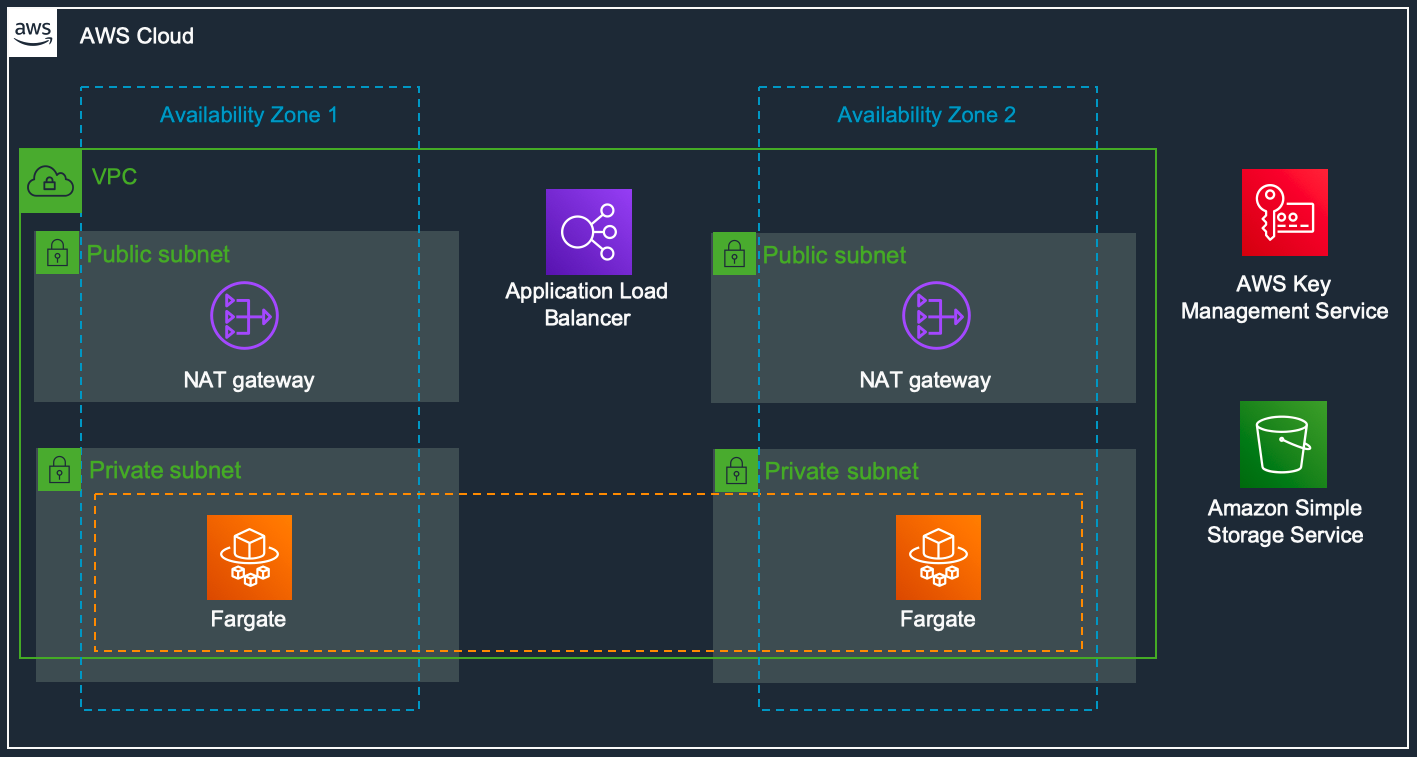 aws
AWS Cloud
Availability Zone 1
Availability Zone 2
VPC
Public subnet
Public subnet
Application Load
Balancer
AWS Key
Management Service
NAT gateway
NAT gateway
Private subnet
Private subnet
Amazon Simple
Storage Service
Fargate
Fargate